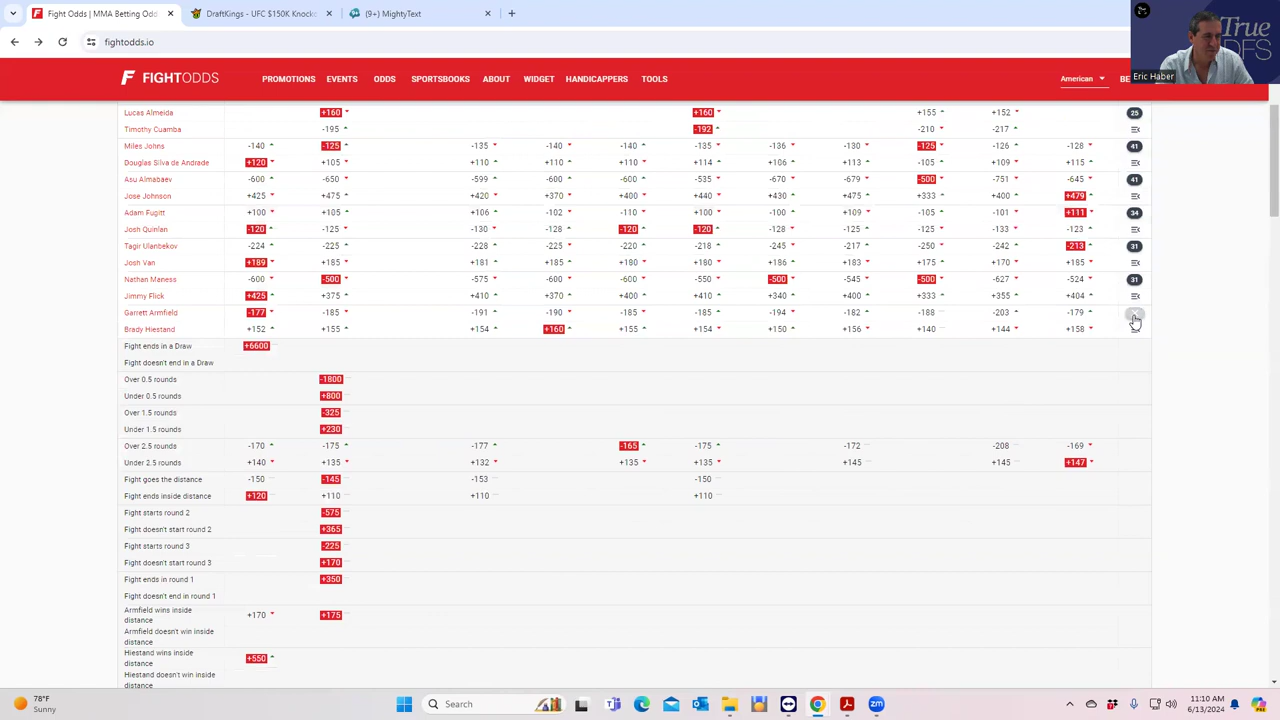 Fight Odds | MMA Betting Odd
DraftKings - UFC $150K Knocko
(9+) MightyText
fightodds.io
True
DFS
Eric Haber
FIGHTODDS PROMOTIONS EVENTS ODDS SPORTSBOOKS ABOUT WIDGET HANDICAPPERS TOOLS American BE
Lucas Almeida +160 +160 +155 +152 25
Timothy Cuamba -195 -192 -210 -217
Miles Johns -140 -125 -135 -140 -140 -135 -136 -130 -125 -126 -128 41
Douglas Silva de Andrade +120 +105 +110 +110 +110 +114 +106 +113 -105 +109 +115
Asu Almabaev -600 -650 -599 -600 -600 -535 -670 -679 -500 -751 -645 41
Jose Johnson +425 +475 +420 +370 +400 +440 +430 +475 +333 +400 +479
Adam Fugitt +100 +105 +106 -102 -110 +100 -100 +109 -105 -101 +111 34
Josh Quinlan -120 -125 -130 -128 -120 -120 -128 -125 -125 -133 -123
Tagir Ulanbekov -224 -225 -228 -225 -220 -218 -245 -217 -250 -242 -213 31
Josh Van +189 +185 +181 +185 +180 +180 +186 +183 +175 +170 +185
Nathan Maness -600 -500 -575 -600 -600 -550 -500 -550 -500 -627 -524 31
Jimmy Flick +425 +375 +410 +370 +400 +410 +340 +400 +333 +355 +404
Garrett Armfield -177 -185 -191 -190 -185 -185 -194 -182 -188 -203 -179
Brady Hiestand +152 +155 +154 +160 +155 +154 +150 +156 +140 +144 +158
Fight ends in a Draw +6600
Fight doesn't end in a Draw
Over 0.5 rounds -1800
Under 0.5 rounds +800
Over 1.5 rounds -325
Under 1.5 rounds +230
Over 2.5 rounds -170 -175 -177 -165 -175 -172 -208 -169
Under 2.5 rounds +140 +135 +132 +135 +135 +145 +145 +147
Fight goes the distance -150 -145 -153 -150
Fight ends inside distance +120 +110 +110 +110
Fight starts round 2 -575
Fight doesn't start round 2 +365
Fight starts round 3 -225
Fight doesn't start round 3 +170
Fight ends in round 1 +350
Fight doesn't end in round 1
Armfield wins inside
distance +170 +175
Armfield doesn't win inside
distance
Hiestand wins inside
distance +550
Hiestand doesn't win inside
distance
78°F
Sunny
Search
11:10 AM
6/13/2024